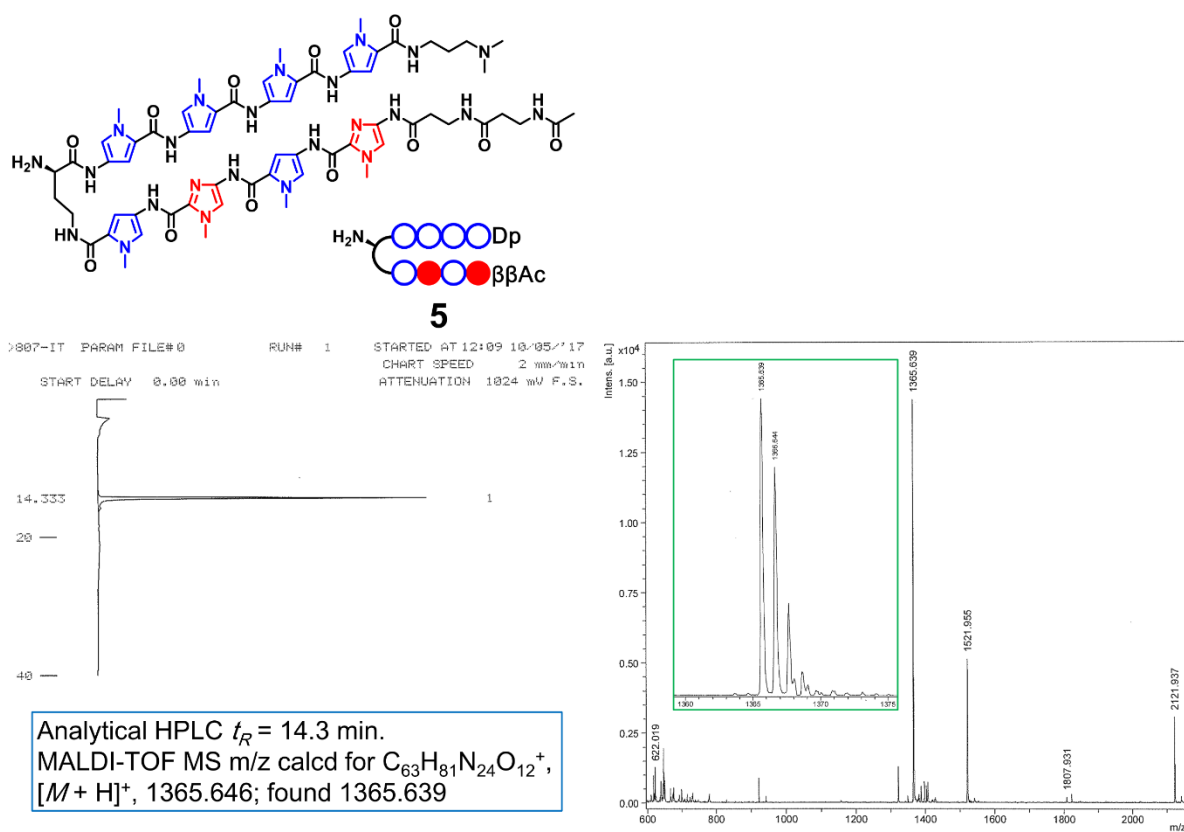 O N O N O N O N O N H N
N H N H N H
H₂N O N H
N O N H O N H O N H O N H O H N O H N O
HN O N H N O N H N O N H N O N H N N H O N H O N H O
H₂N Dp
ββAc
5
>807-IT PARAM FILE#0 RUN# 1 STARTED AT 12:09 10/05/'17
CHART SPEED 2 mm/min
START DELAY 0.00 min ATTENUATION 1024 mV F.S.
14.333 1
20
40
Analytical HPLC tR = 14.3 min.
MALDI-TOF MS m/z calcd for C₆₃H₈₁N₂₄O₁₂⁺,
[M + H]⁺, 1365.646; found 1365.639
Intens. [a.u.]
x10⁴
1.50
1.25
1.00
0.75
0.50
0.25
0.00
1365.639
1366.644
1360 1365 1370 1375
1365.639
1521.955
2121.937
622.019
1807.931
600 800 1000 1200 1400 1600 1800 2000
m/z